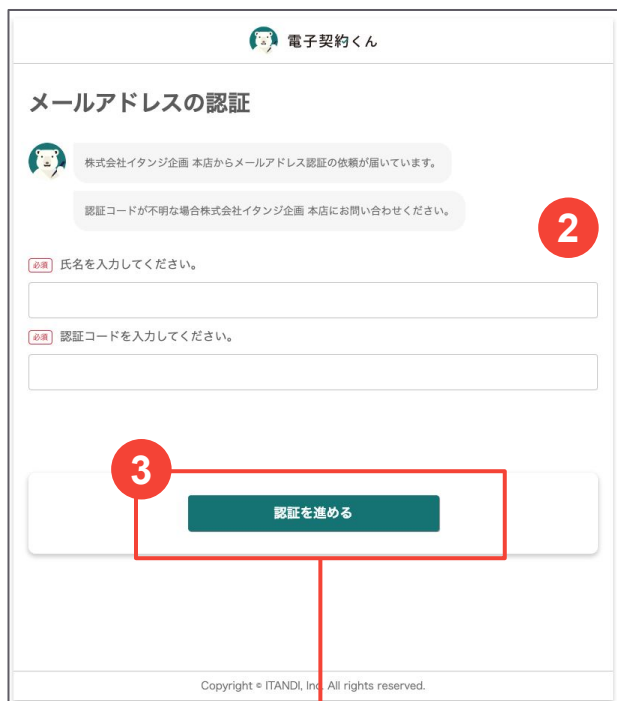 電子契約くん
メールアドレスの認証
株式会社イタンジ企画 本店からメールアドレス認証の依頼が届いています。
認証コードが不明な場合株式会社イタンジ企画 本店にお問い合わせください。
2
必須 氏名を入力してください。
必須 認証コードを入力してください。
3
認証を進める
Copyright © ITANDI, Inc. All rights reserved.